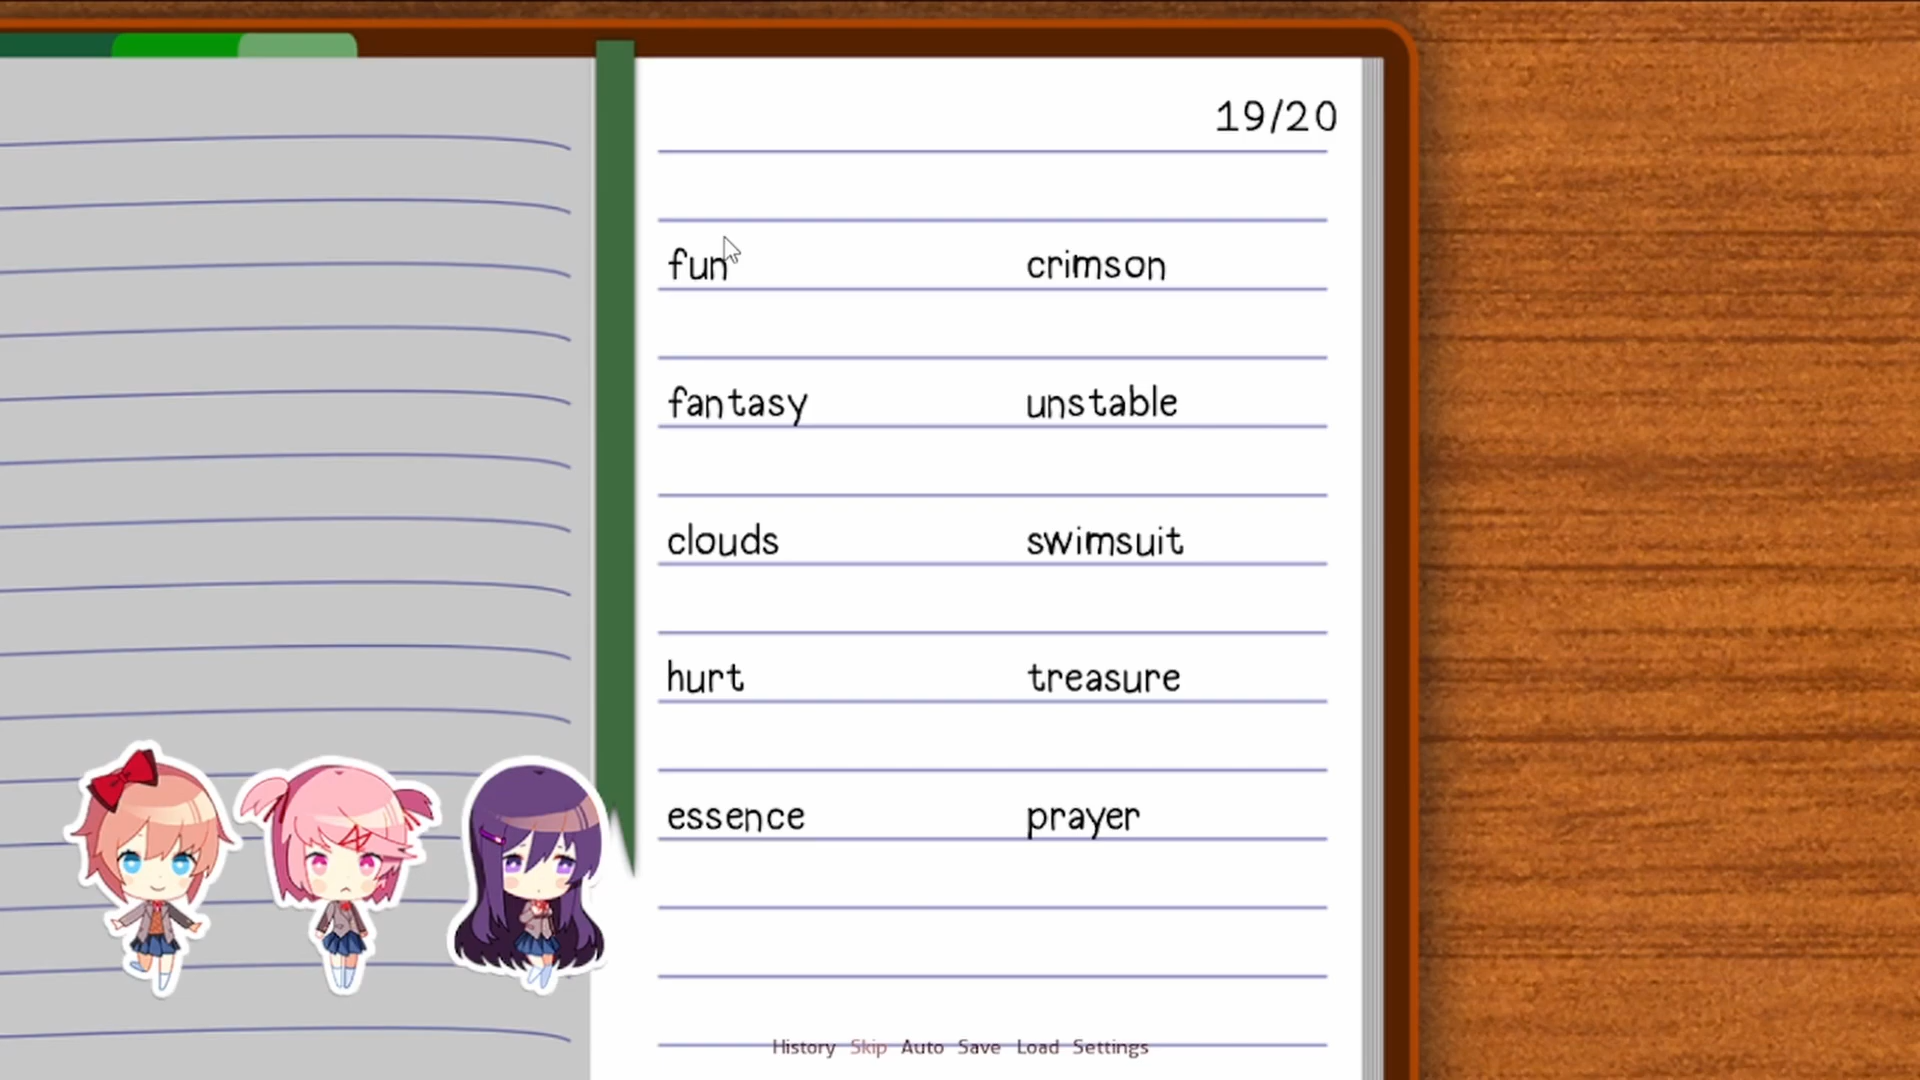 19/20
fun crimson
fantasy unstable
clouds swimsuit
hurt treasure
essence prayer
History Skip Auto Save Load Settings